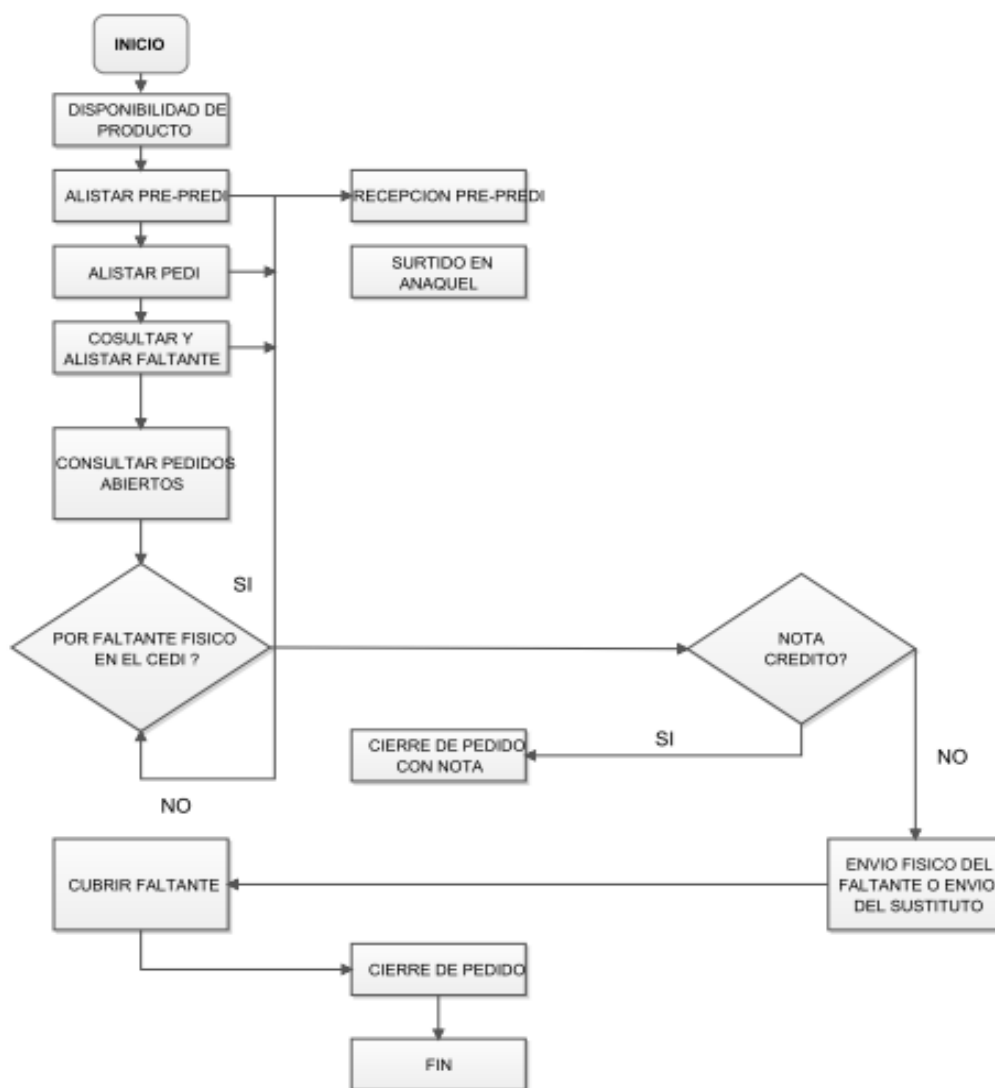 INICIO
DISPONIBILIDAD DE
PRODUCTO
ALISTAR PRE-PREDI
RECEPCION PRE-PREDI
ALISTAR PEDI
SURTIDO EN
ANAQUEL
COSULTAR Y
ALISTAR FALTANTE
CONSULTAR PEDIDOS
ABIERTOS
SI
POR FALTANTE FISICO
EN EL CEDI ?
NOTA
CREDITO?
SI
CIERRE DE PEDIDO
CON NOTA
NO
NO
CUBRIR FALTANTE
ENVIO FISICO DEL
FALTANTE O ENVIO
DEL SUSTITUTO
CIERRE DE PEDIDO
FIN